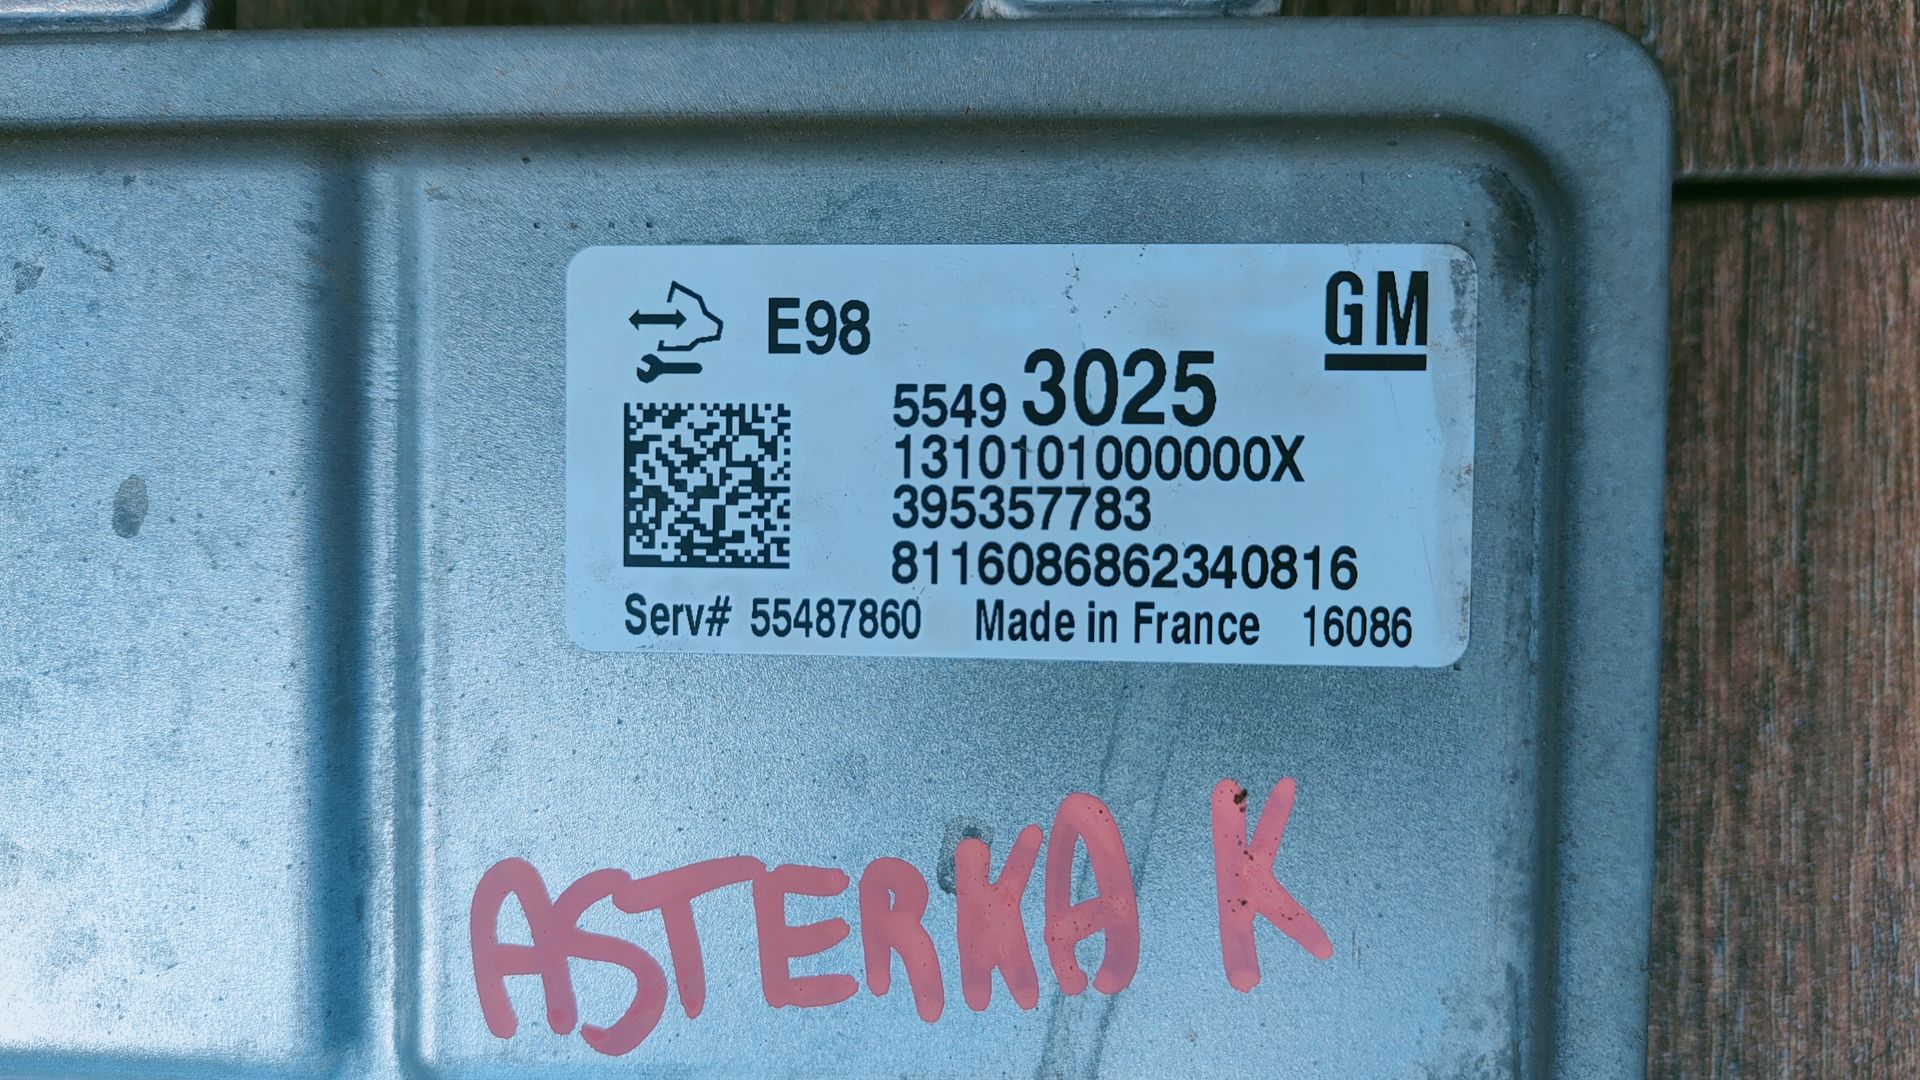 E98
GM
5549 3025
1310101000000X
395357783
8116086862340816
Serv# 55487860 Made in France 16086
ASTERKA K